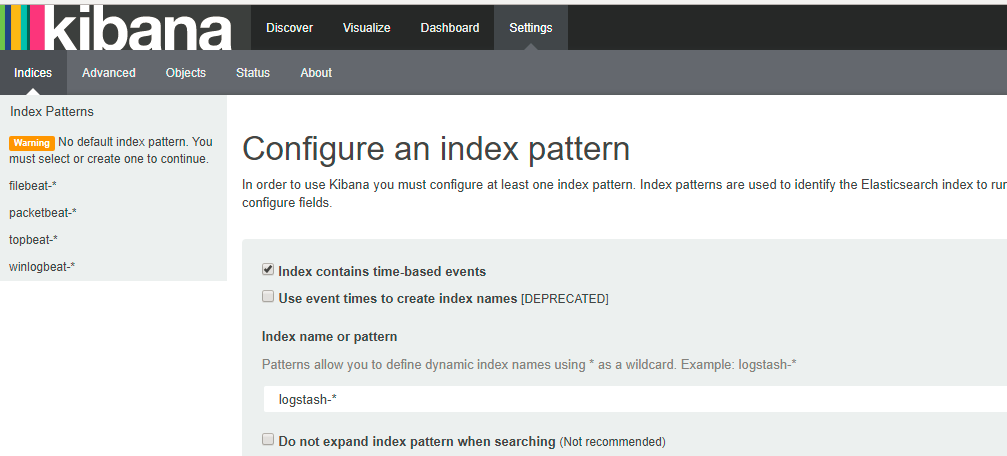 kibana
Discover Visualize Dashboard Settings
Indices Advanced Objects Status About
Index Patterns
Warning No default index pattern. You
must select or create one to continue.
filebeat-*
packetbeat-*
topbeat-*
winlogbeat-*
Configure an index pattern
In order to use Kibana you must configure at least one index pattern. Index patterns are used to identify the Elasticsearch index to run
configure fields.
Index contains time-based events
Use event times to create index names [DEPRECATED]
Index name or pattern
Patterns allow you to define dynamic index names using * as a wildcard. Example: logstash-*
logstash-*
Do not expand index pattern when searching (Not recommended)